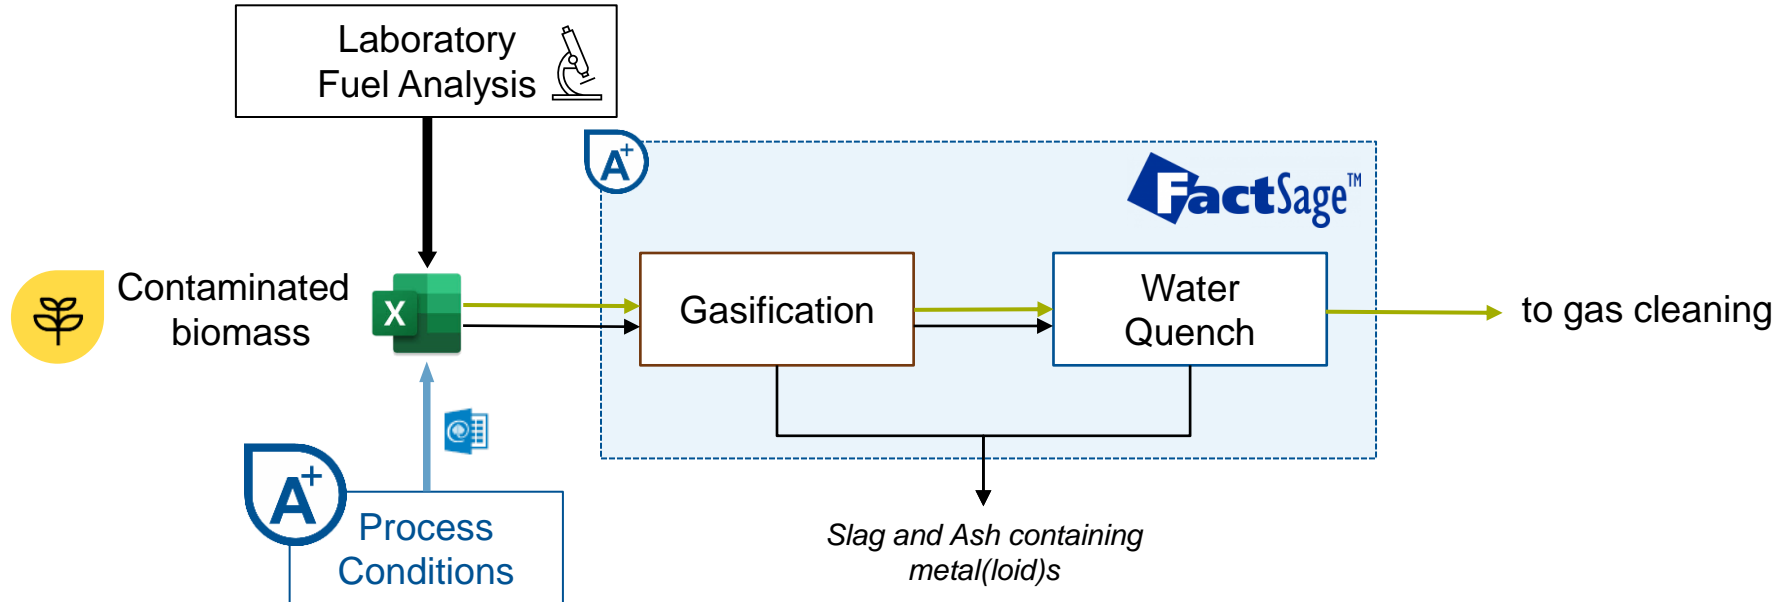 Laboratory
Fuel Analysis
A+
FactSage™
Contaminated
biomass
X
Gasification
Water
Quench
to gas cleaning
A+
Process
Conditions
Slag and Ash containing
metal(loid)s